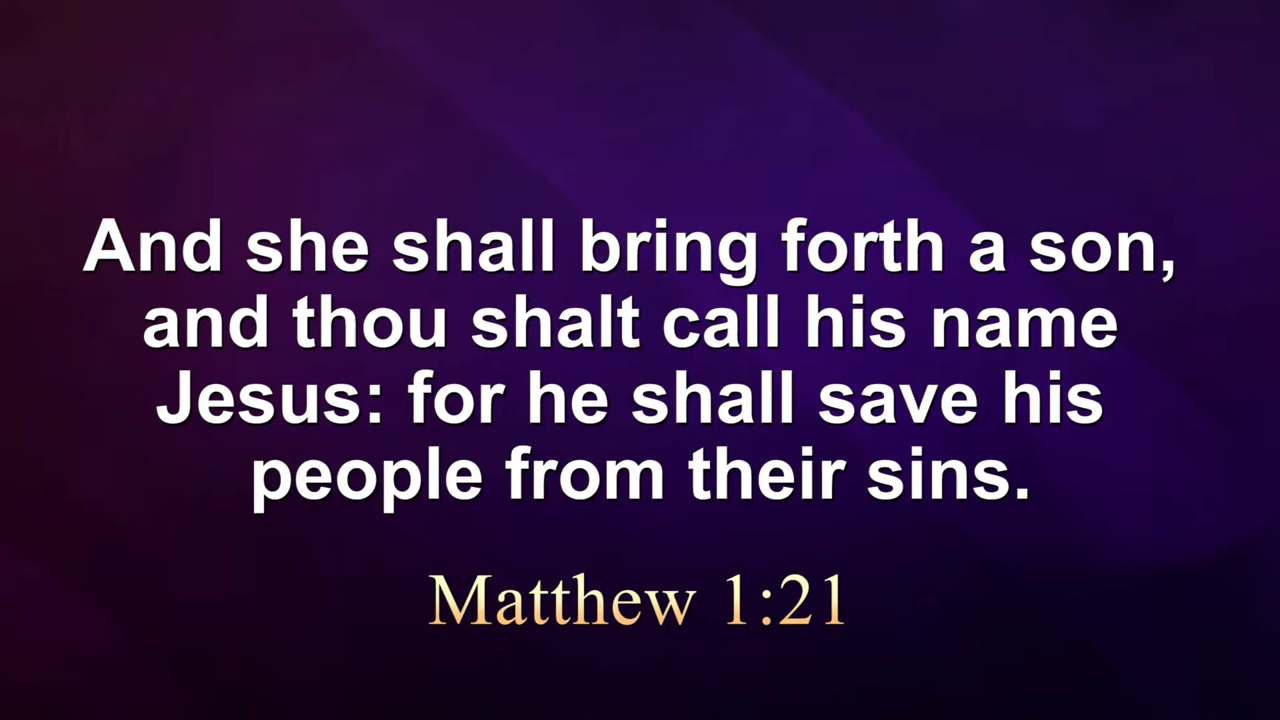 And she shall bring forth a son,
and thou shalt call his name
Jesus: for he shall save his
people from their sins.
Matthew 1:21